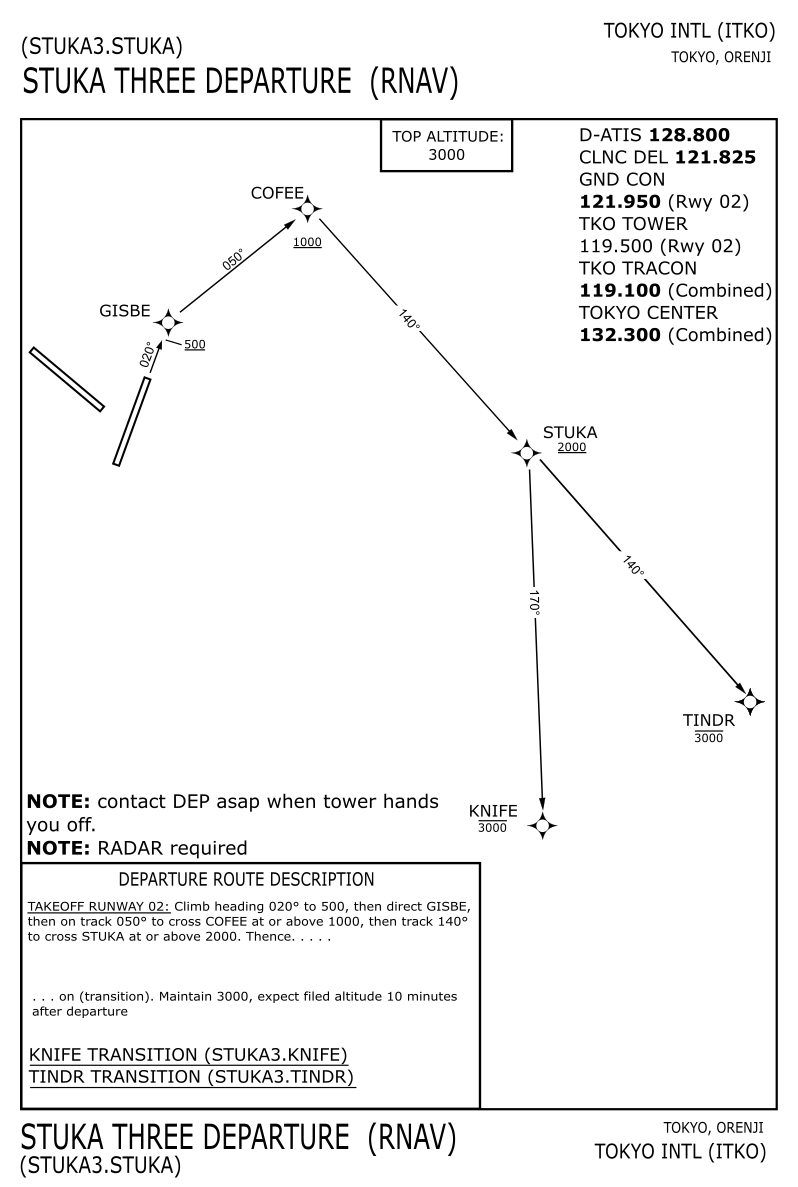 (STUKA3.STUKA)
STUKA THREE DEPARTURE (RNAV)
TOKYO INTL (ITKO)
TOKYO, ORENJI
TOP ALTITUDE:
3000
D-ATIS 128.800
CLNC DEL 121.825
GND CON
121.950 (Rwy 02)
TKO TOWER
119.500 (Rwy 02)
TKO TRACON
119.100 (Combined)
TOKYO CENTER
132.300 (Combined)
COFEE
1000
050°
GISBE
500
020°
140°
STUKA
2000
140°
170°
TINDR
3000
KNIFE
3000
NOTE: contact DEP asap when tower hands
you off.
NOTE: RADAR required
DEPARTURE ROUTE DESCRIPTION
TAKEOFF RUNWAY 02: Climb heading 020° to 500, then direct GISBE,
then on track 050° to cross COFEE at or above 1000, then track 140°
to cross STUKA at or above 2000. Thence. . . . .
. . . on (transition). Maintain 3000, expect filed altitude 10 minutes
after departure
KNIFE TRANSITION (STUKA3.KNIFE)
TINDR TRANSITION (STUKA3.TINDR)
STUKA THREE DEPARTURE (RNAV)
(STUKA3.STUKA)
TOKYO, ORENJI
TOKYO INTL (ITKO)